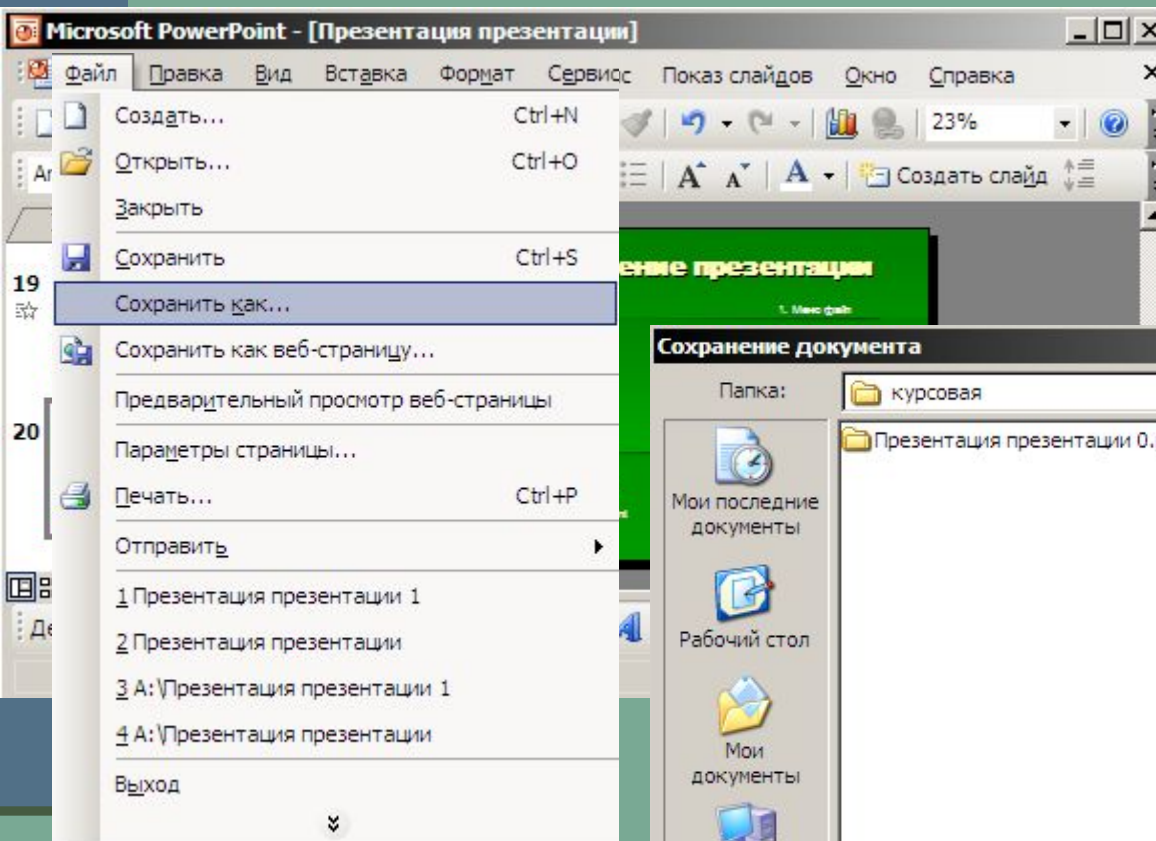 Microsoft PowerPoint - [Презентация презентации]
Файл Правка Вид Вставка Формат Сервис Показ слайдов Окно Справка
Создать... Ctrl+N
23%
Открыть... Ctrl+O
Создать слайд
Закрыть
Сохранить Ctrl+S
ение презентации
19
Сохранить как...
1. Меню файл
Сохранить как веб-страницу...
Предварительный просмотр веб-страницы
20
Параметры страницы...
Печать... Ctrl+P
Отправить
1 Презентация презентации 1
2 Презентация презентации
3 A:\Презентация презентации 1
4 A:\Презентация презентации
Выход
Сохранение документа
Папка: курсовая
Презентация презентации 0.
Мои последние
документы
Рабочий стол
Мои
документы